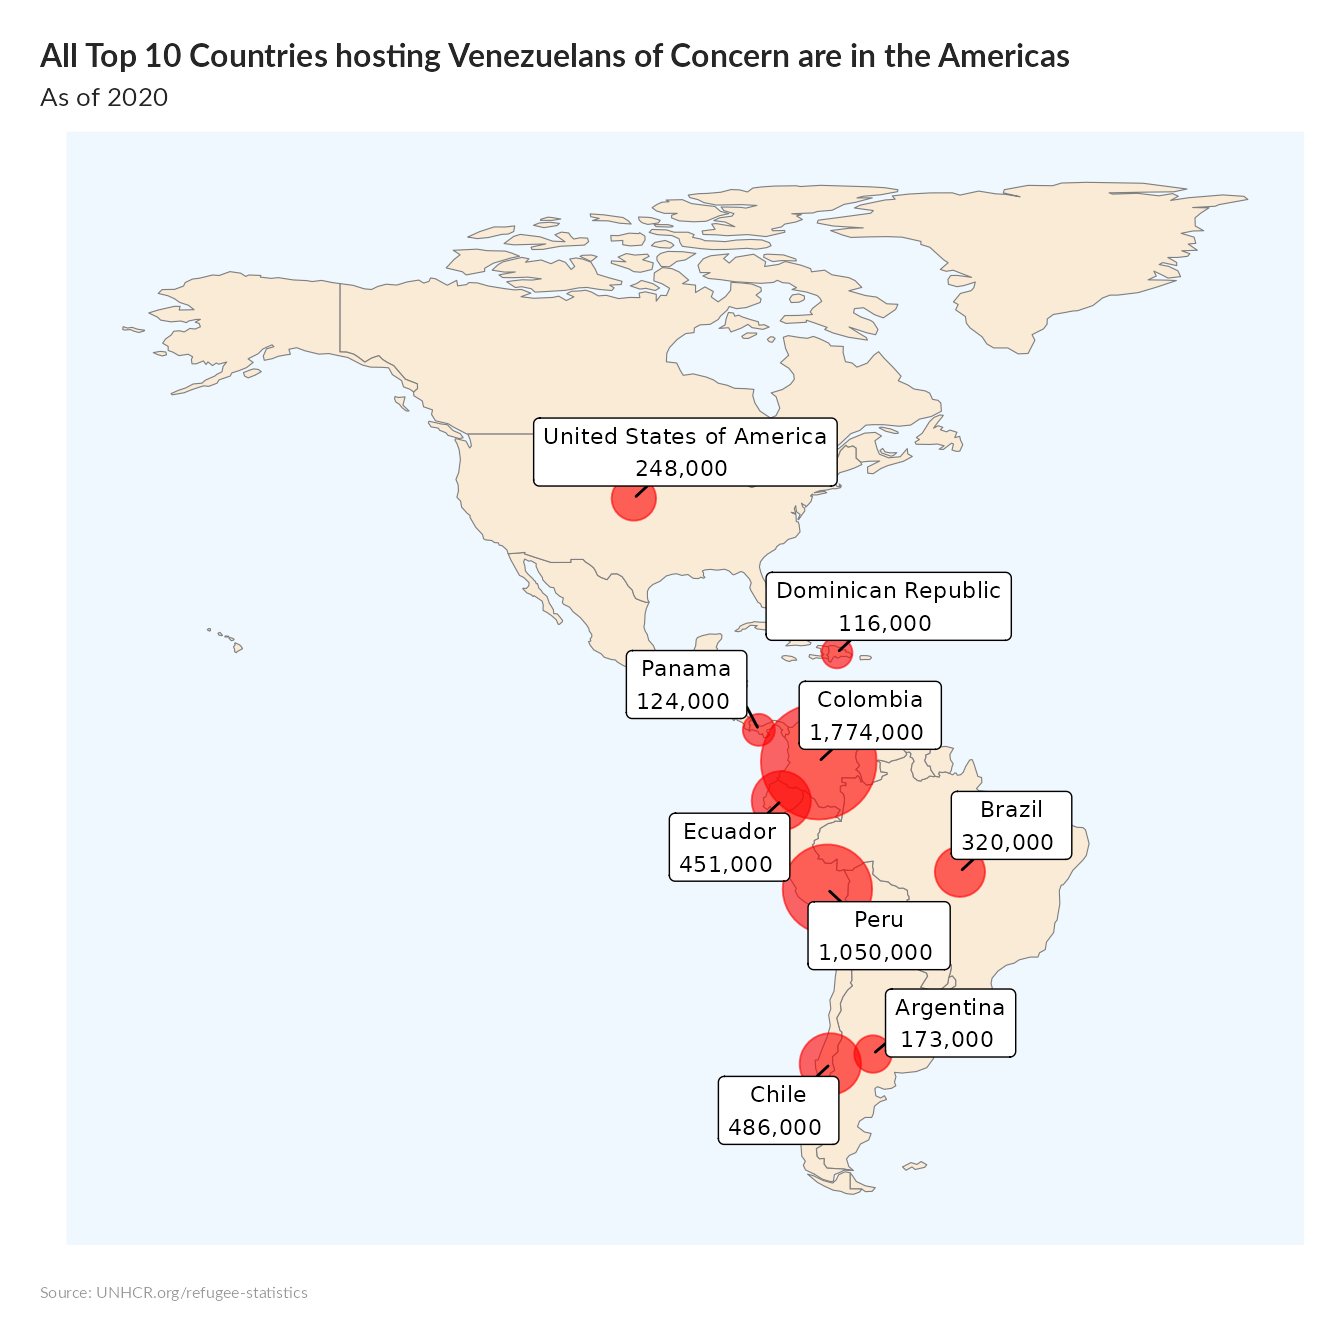 All Top 10 Countries hosting Venezuelans of Concern are in the Americas
As of 2020
United States of America
248,000
Dominican Republic
116,000
Panama
124,000
Colombia
1,774,000
Brazil
320,000
Ecuador
451,000
Peru
1,050,000
Argentina
173,000
Chile
486,000
Source: UNHCR.org/refugee-statistics